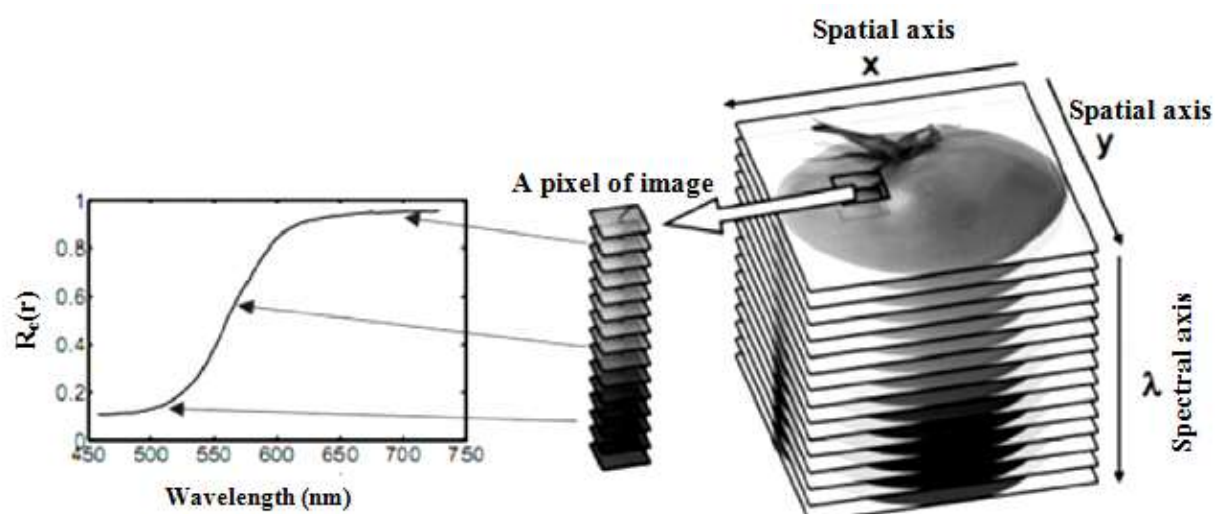 Spatial axis
x
Spatial axis
y
A pixel of image
1
0.8
0.6
0.4
0.2
0
R_c(r)
450 500 550 600 650 700 750
Wavelength (nm)
λ
Spectral axis